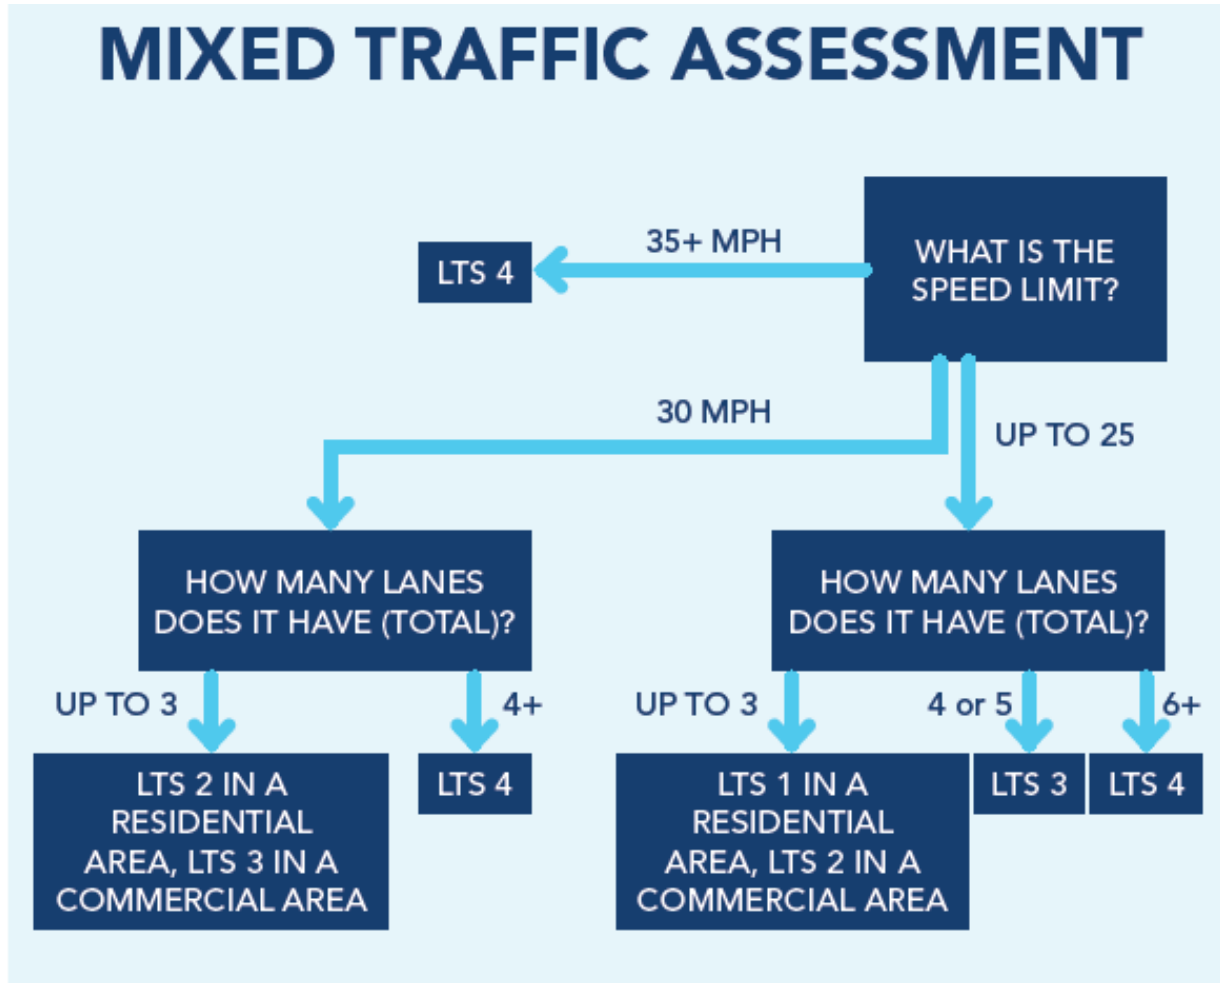 MIXED TRAFFIC ASSESSMENT
WHAT IS THE
SPEED LIMIT?
35+ MPH
LTS 4
30 MPH
UP TO 25
HOW MANY LANES
DOES IT HAVE (TOTAL)?
UP TO 3
4+
LTS 2 IN A
RESIDENTIAL
AREA, LTS 3 IN A
COMMERCIAL AREA
LTS 4
HOW MANY LANES
DOES IT HAVE (TOTAL)?
UP TO 3
4 or 5
6+
LTS 1 IN A
RESIDENTIAL
AREA, LTS 2 IN A
COMMERCIAL AREA
LTS 3
LTS 4